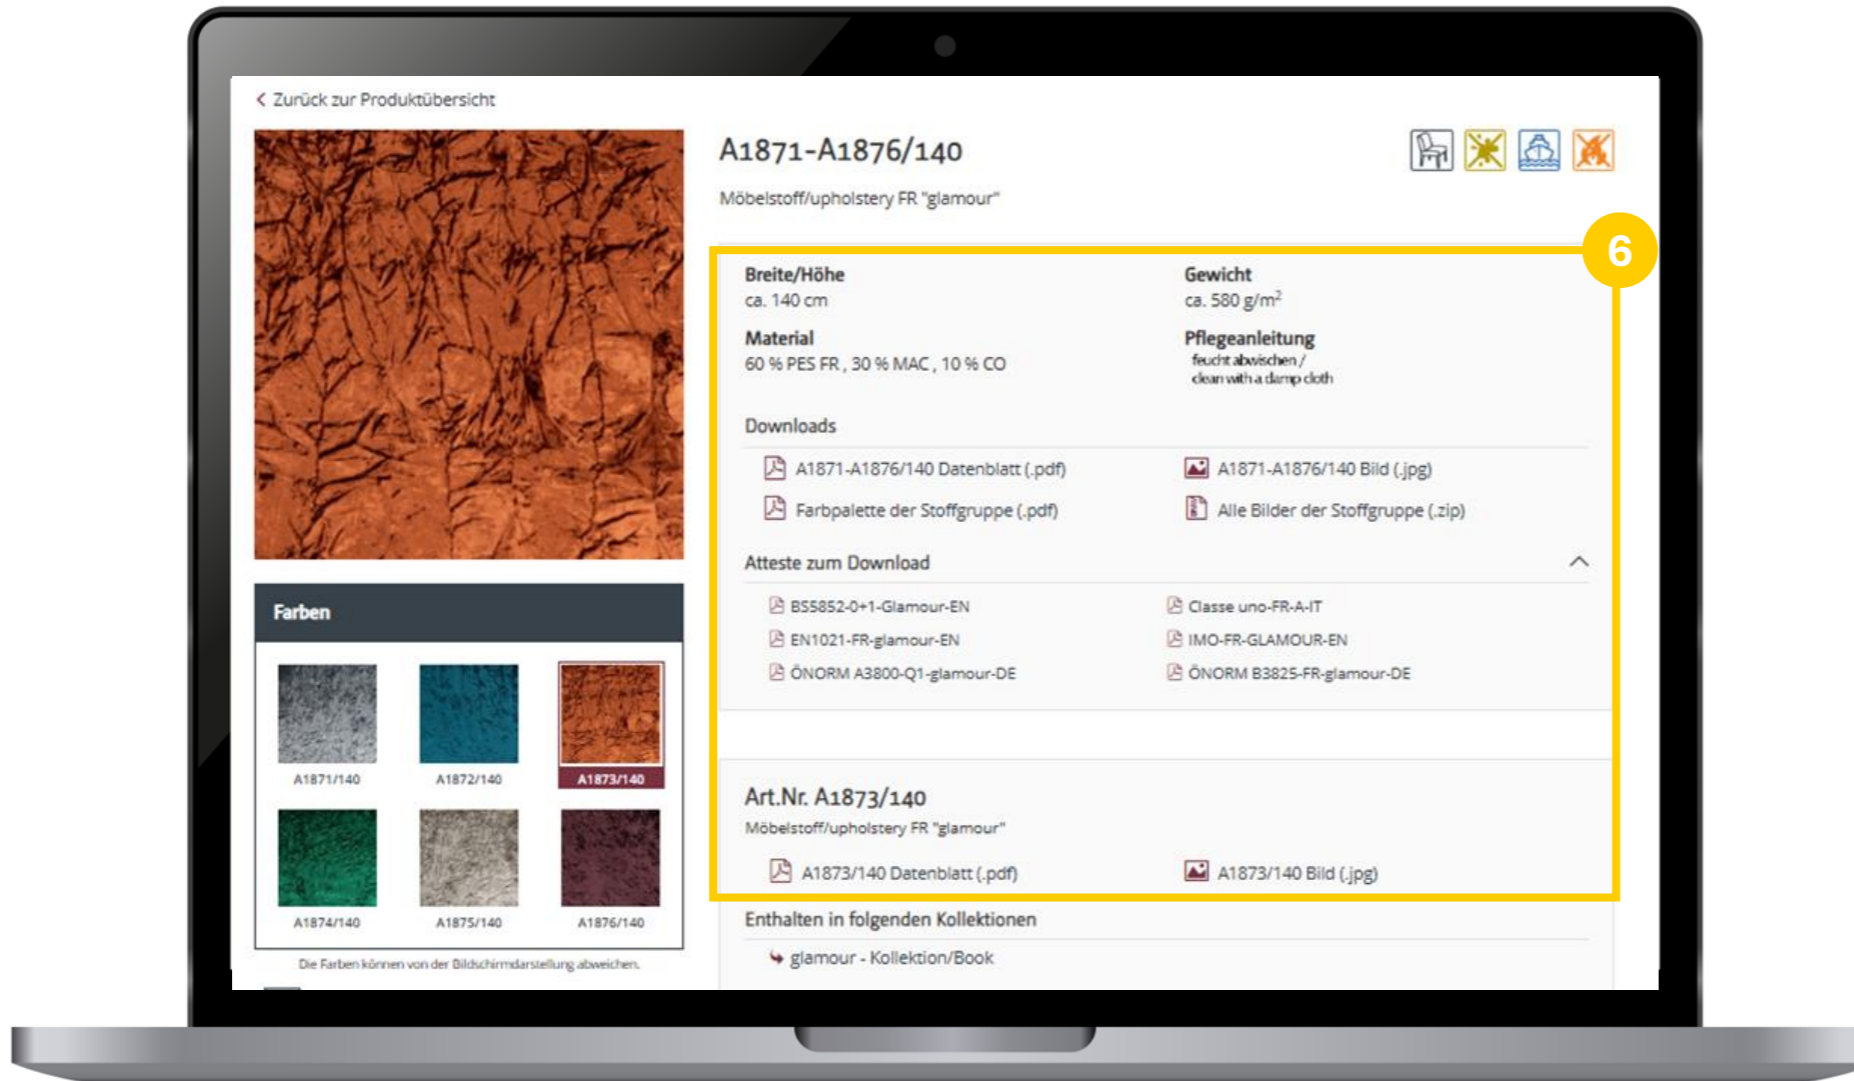 Zurück zur Produktübersicht
A1871-A1876/140
Möbelstoff/upholstery FR "glamour"
6
Breite/Höhe
ca. 140 cm
Gewicht
ca. 580 g/m²
Material
60 % PES FR , 30 % MAC , 10 % CO
Pflegeanleitung
feucht abwischen /
clean with a damp cloth
Downloads
A1871-A1876/140 Datenblatt (.pdf)
A1871-A1876/140 Bild (.jpg)
Farbpalette der Stoffgruppe (.pdf)
Alle Bilder der Stoffgruppe (.zip)
Atteste zum Download
BS5852-0+1-Glamour-EN
Classe uno-FR-A-IT
EN1021-FR-glamour-EN
IMO-FR-GLAMOUR-EN
ÖNORM A3800-Q1-glamour-DE
ÖNORM B3825-FR-glamour-DE
Art.Nr. A1873/140
Möbelstoff/upholstery FR "glamour"
A1873/140 Datenblatt (.pdf)
A1873/140 Bild (.jpg)
Enthalten in folgenden Kollektionen
glamour - Kollektion/Book
Farben
A1871/140
A1872/140
A1873/140
A1874/140
A1875/140
A1876/140
Die Farben können von der Bildschirmdarstellung abweichen.